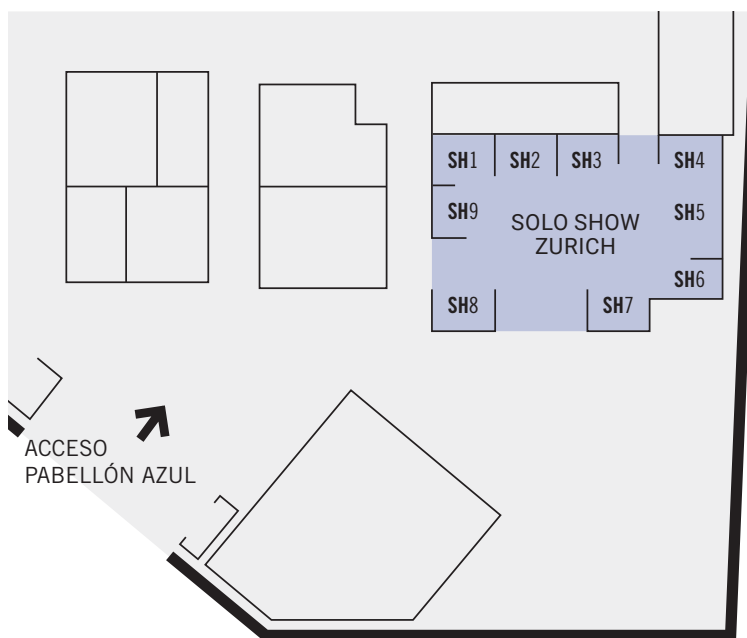 SH1
SH2
SH3
SH4
SH9
SH5
SOLO SHOW
ZURICH
SH6
SH8
SH7
ACCESO
PABELLÓN AZUL